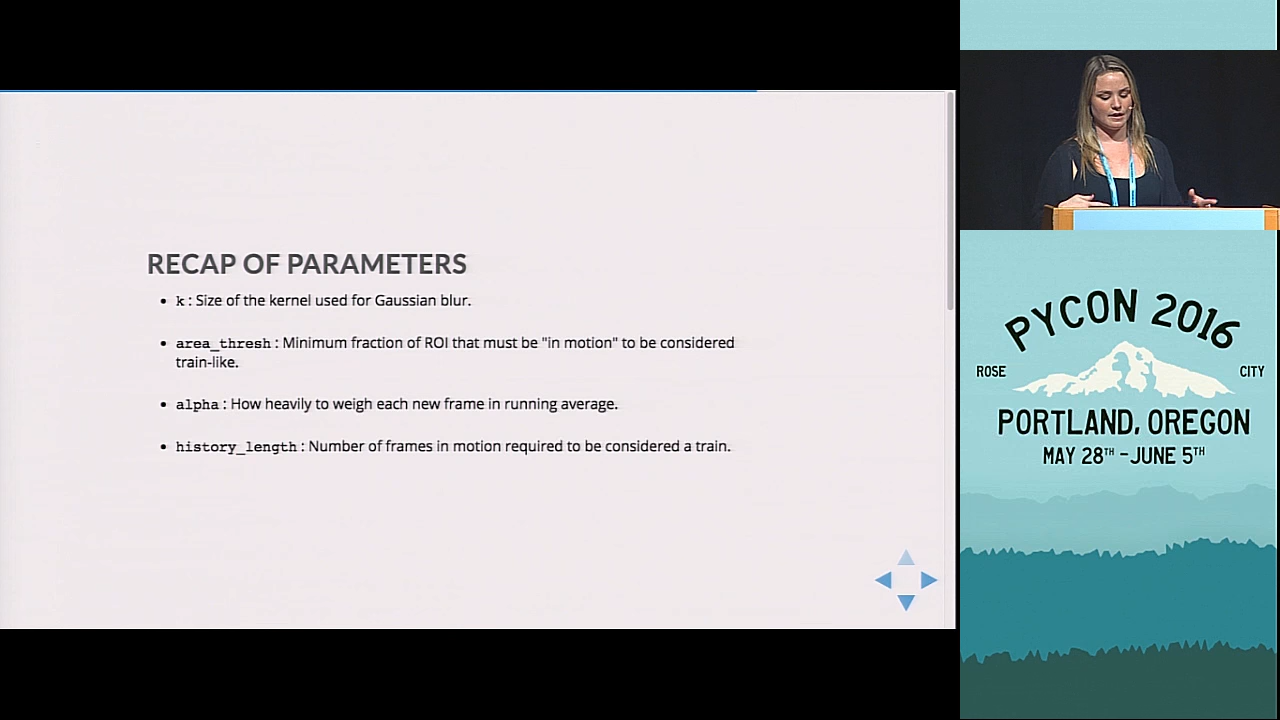 RECAP OF PARAMETERS
• k : Size of the kernel used for Gaussian blur.
• area_thresh : Minimum fraction of ROI that must be "in motion" to be considered
train-like.
• alpha : How heavily to weigh each new frame in running average.
• history_length : Number of frames in motion required to be considered a train.
PYCON 2016
ROSE CITY
PORTLAND, OREGON
MAY 28TH - JUNE 5TH